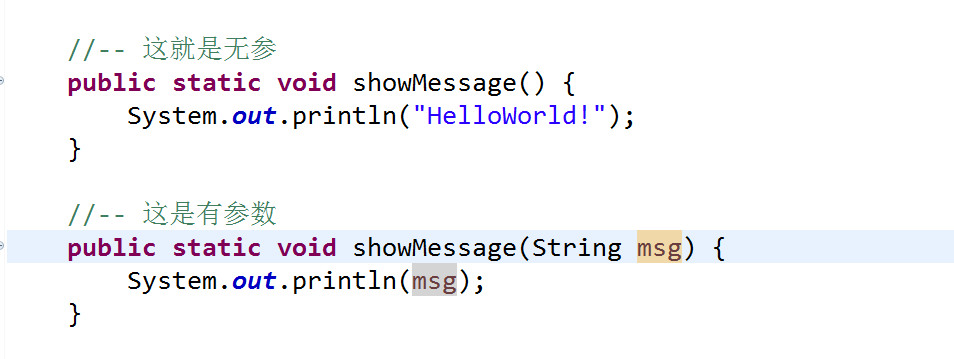 //-- 这就是无参
public static void showMessage() {
System.out.println("HelloWorld!");
}
//-- 这是有参数
public static void showMessage(String msg) {
System.out.println(msg);
}